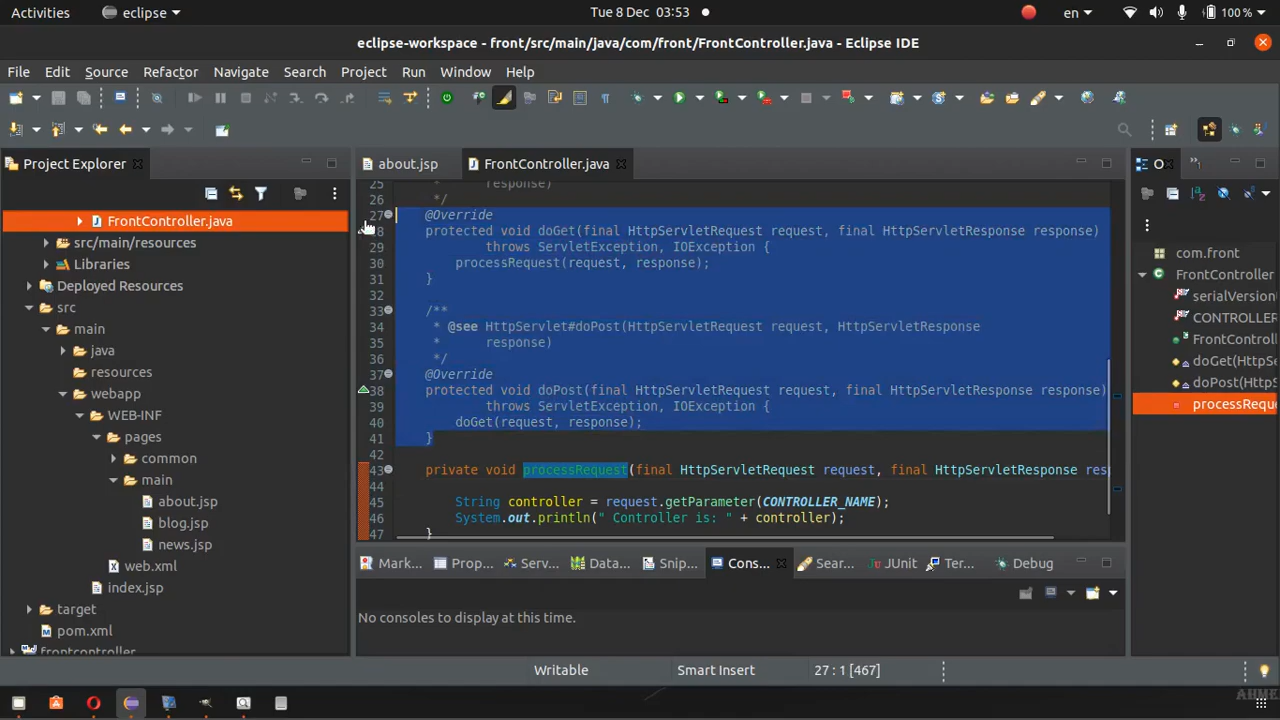 Activities eclipse Tue 8 Dec 03:53 en 100 %
eclipse-workspace - front/src/main/java/com/front/FrontController.java - Eclipse IDE
File Edit Source Refactor Navigate Search Project Run Window Help
Project Explorer
FrontController.java
src/main/resources
Libraries
Deployed Resources
src
main
java
resources
webapp
WEB-INF
pages
common
main
about.jsp
blog.jsp
news.jsp
web.xml
index.jsp
target
pom.xml
frontcontroller
about.jsp FrontController.java
25 * response)
26 */
27 @Override
28 protected void doGet(final HttpServletRequest request, final HttpServletResponse response)
29 throws ServletException, IOException {
30 processRequest(request, response);
31 }
32
33 /**
34 * @see HttpServlet#doPost(HttpServletRequest request, HttpServletResponse
35 * response)
36 */
37 @Override
38 protected void doPost(final HttpServletRequest request, final HttpServletResponse response)
39 throws ServletException, IOException {
40 doGet(request, response);
41 }
42
43 private void processRequest(final HttpServletRequest request, final HttpServletResponse res
44
45 String controller = request.getParameter(CONTROLLER_NAME);
46 System.out.println(" Controller is: " + controller);
47 }
O
com.front
FrontController
serialVersion
CONTROLLER
FrontControl
doGet(HttpS
doPost(HttpS
processReque
Mark... Prop... Serv... Data... Snip... Cons... Sear... JUnit Ter... Debug
No consoles to display at this time.
Writable Smart Insert 27 : 1 [467]
AHME